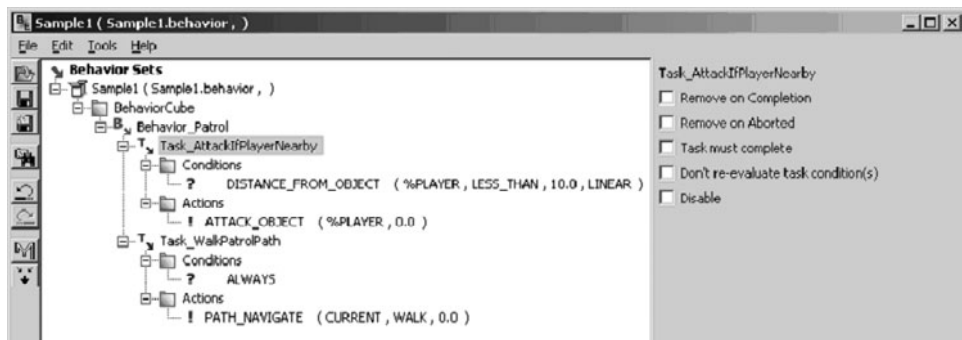 Sample1 ( Sample1.behavior , )
File Edit Tools Help
Behavior Sets
Sample1 ( Sample1.behavior , )
BehaviorCube
Behavior_Patrol
Task_AttackIfPlayerNearby
Conditions
? DISTANCE_FROM_OBJECT ( %PLAYER , LESS_THAN , 10.0 , LINEAR )
Actions
! ATTACK_OBJECT ( %PLAYER , 0.0 )
Task_WalkPatrolPath
Conditions
? ALWAYS
Actions
! PATH_NAVIGATE ( CURRENT , WALK , 0.0 )
Task_AttackIfPlayerNearby
Remove on Completion
Remove on Aborted
Task must complete
Don't re-evaluate task condition(s)
Disable